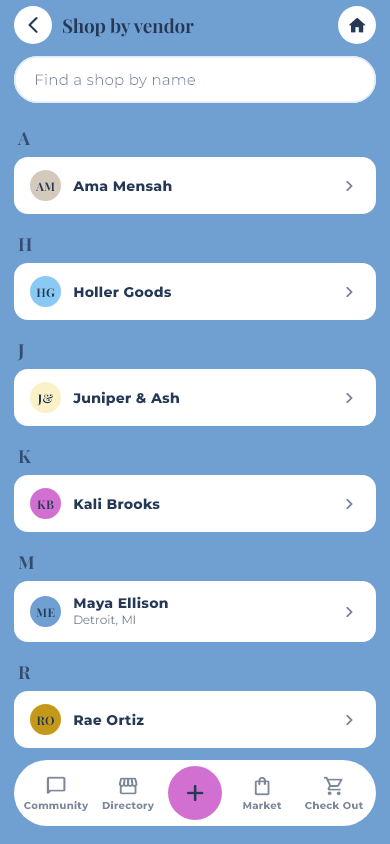 Shop by vendor
Find a shop by name
A
AM Ama Mensah
H
HG Holler Goods
J
J& Juniper & Ash
K
KB Kali Brooks
M
ME Maya Ellison
Detroit, MI
R
RO Rae Ortiz
Community Directory + Market Check Out